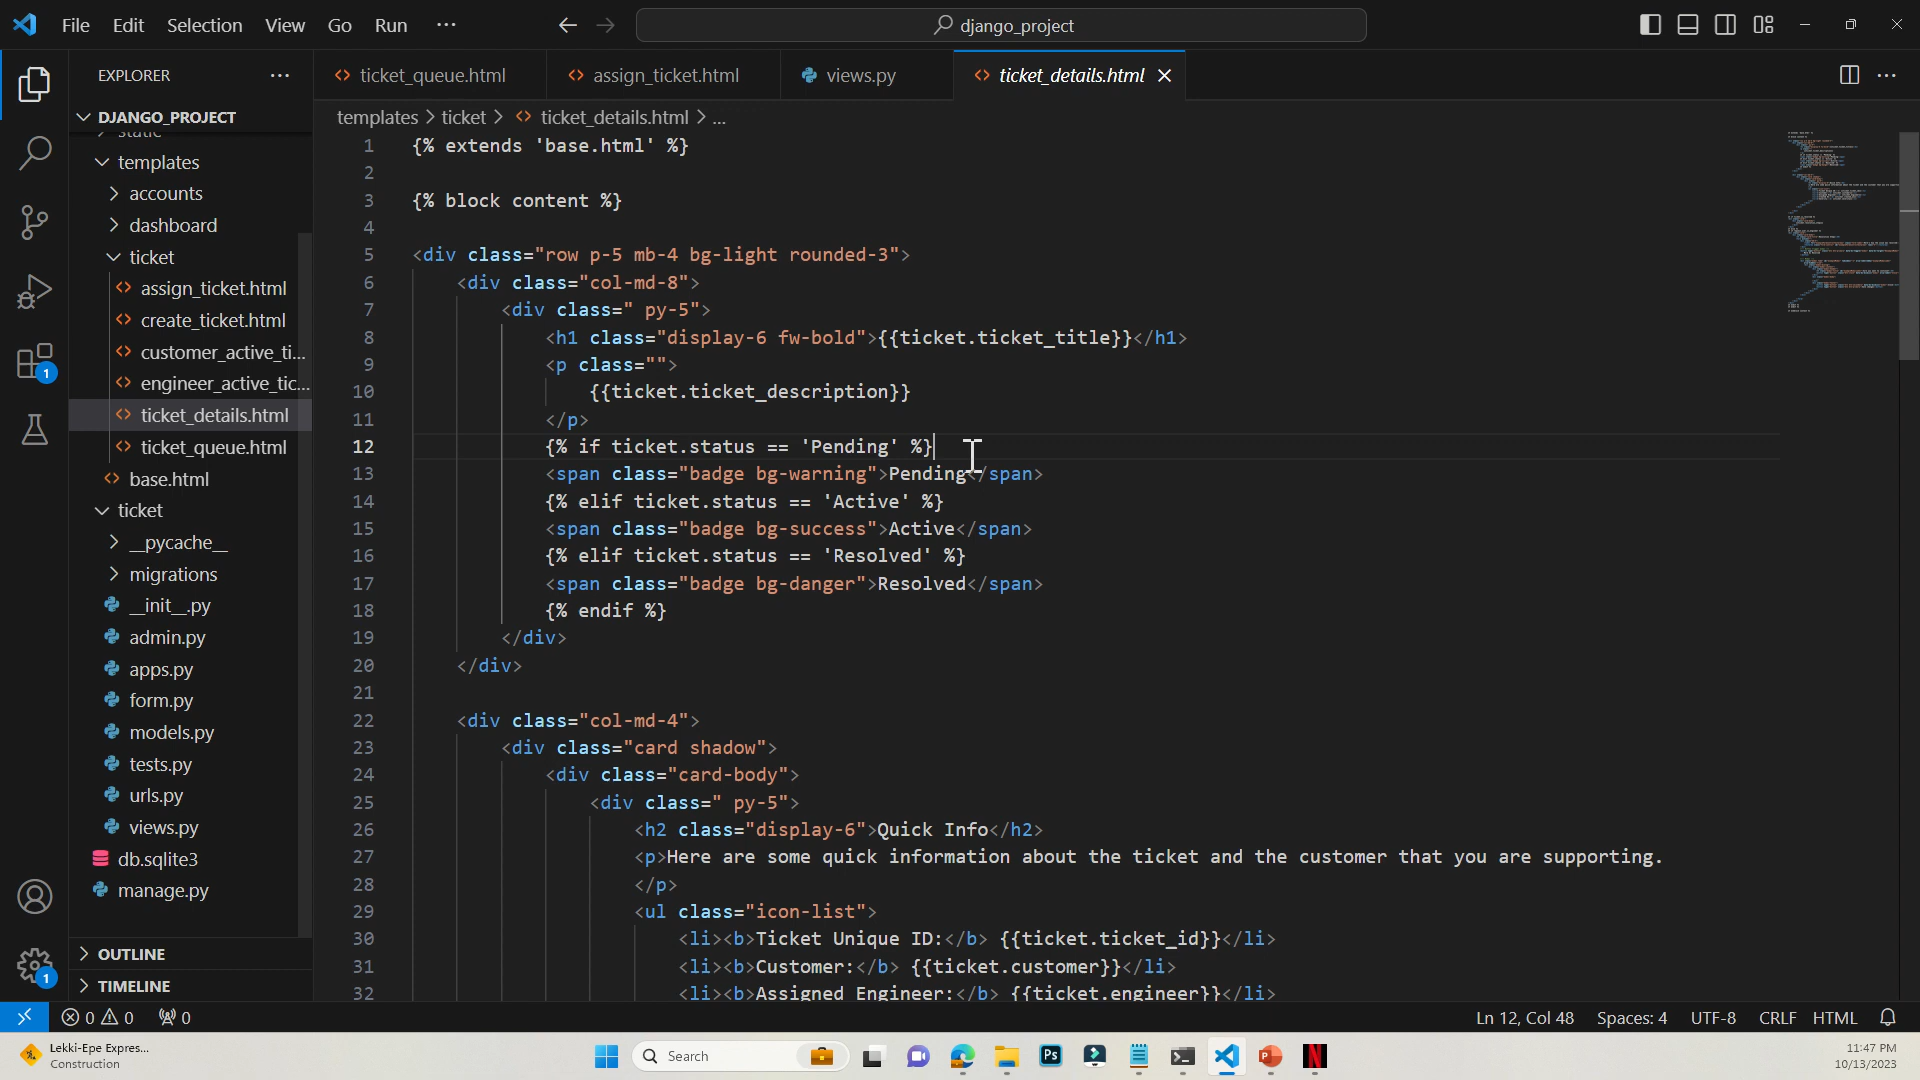 File Edit Selection View Go Run ···
django_project
EXPLORER ···
ticket_queue.html
assign_ticket.html
views.py
ticket_details.html
DJANGO_PROJECT
static
templates
accounts
dashboard
ticket
assign_ticket.html
create_ticket.html
customer_active_ti...
engineer_active_tic...
ticket_details.html
ticket_queue.html
base.html
ticket
__pycache__
migrations
__init__.py
admin.py
apps.py
form.py
models.py
tests.py
urls.py
views.py
db.sqlite3
manage.py
OUTLINE
TIMELINE
1
1
templates > ticket > ticket_details.html > ...
1 {% extends 'base.html' %}
2
3 {% block content %}
4
5 <div class="row p-5 mb-4 bg-light rounded-3">
6 <div class="col-md-8">
7 <div class=" py-5">
8 <h1 class="display-6 fw-bold">{{ticket.ticket_title}}</h1>
9 <p class="">
10 {{ticket.ticket_description}}
11 </p>
12 {% if ticket.status == 'Pending' %}
13 <span class="badge bg-warning">Pending</span>
14 {% elif ticket.status == 'Active' %}
15 <span class="badge bg-success">Active</span>
16 {% elif ticket.status == 'Resolved' %}
17 <span class="badge bg-danger">Resolved</span>
18 {% endif %}
19 </div>
20 </div>
21
22 <div class="col-md-4">
23 <div class="card shadow">
24 <div class="card-body">
25 <div class=" py-5">
26 <h2 class="display-6">Quick Info</h2>
27 <p>Here are some quick information about the ticket and the customer that you are supporting.
28 </p>
29 <ul class="icon-list">
30 <li><b>Ticket Unique ID:</b> {{ticket.ticket_id}}</li>
31 <li><b>Customer:</b> {{ticket.customer}}</li>
32 <li><b>Assigned Engineer:</b> {{ticket.engineer}}</li>
0 0 0
Ln 12, Col 48 Spaces: 4 UTF-8 CRLF HTML
Lekki-Epe Expres...
Construction
Search
Ps
P
N
11:47 PM
10/13/2023